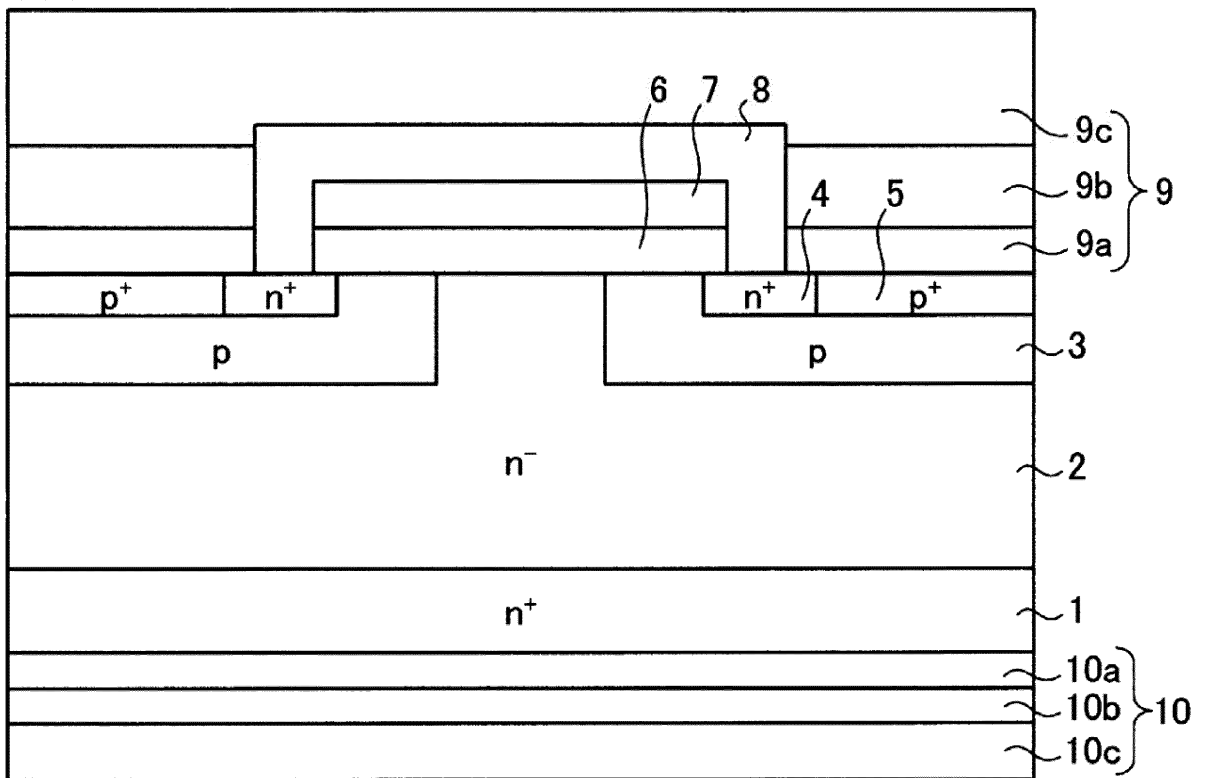 6 7 8
9c
9b 9
4 5
9a
p⁺ n⁺ n⁺ p⁺
p p 3
n⁻ 2
n⁺ 1
10a
10b 10
10c